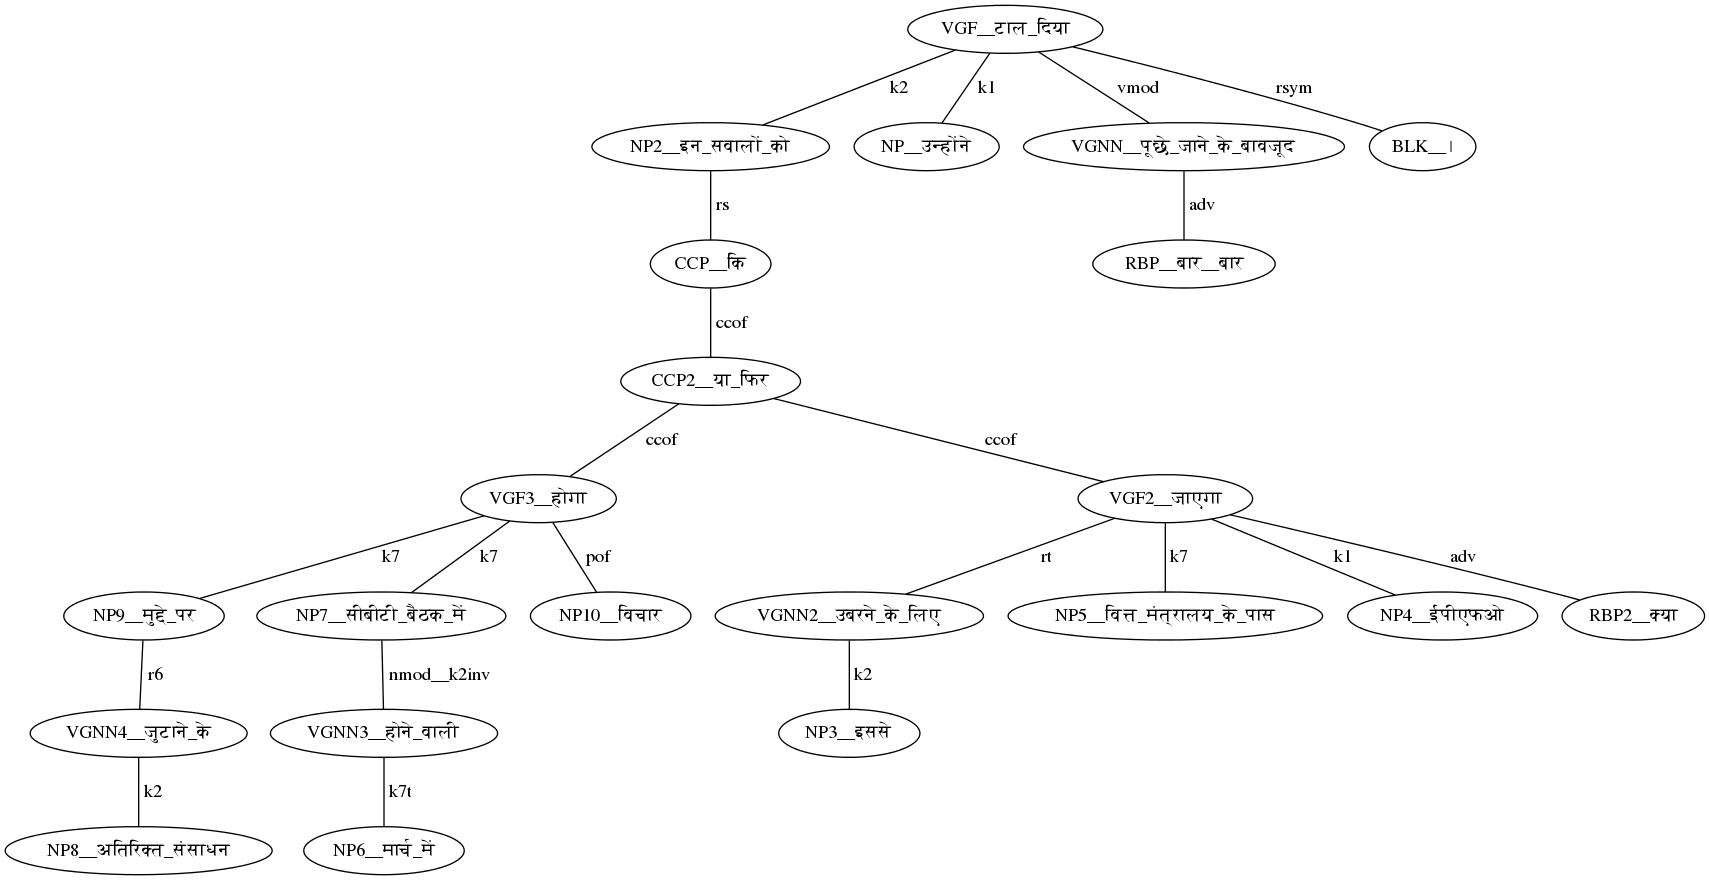 VGF__टाल_दिया
k2 k1 vmod rsym
NP2__इन_सवालों_को NP__उन्होंने VGNN__पूछे_जाने_के_बावजूद BLK__।
rs adv
CCP__कि RBP__बार__बार
ccof
CCP2__या_फिर
ccof ccof
VGF3__होगा VGF2__जाएगा
k7 k7 pof rt k7 k1 adv
NP9__मुद्दे_पर NP7__सीबीटी_बैठक_में NP10__विचार VGNN2__उबरने_के_लिए NP5__वित्त_मंत्रालय_के_पास NP4__ईपीएफओ RBP2__क्या
r6 nmod__k2inv k2
VGNN4__जुटाने_के VGNN3__होने_वाली NP3__इससे
k2 k7t
NP8__अतिरिक्त_संसाधन NP6__मार्च_में